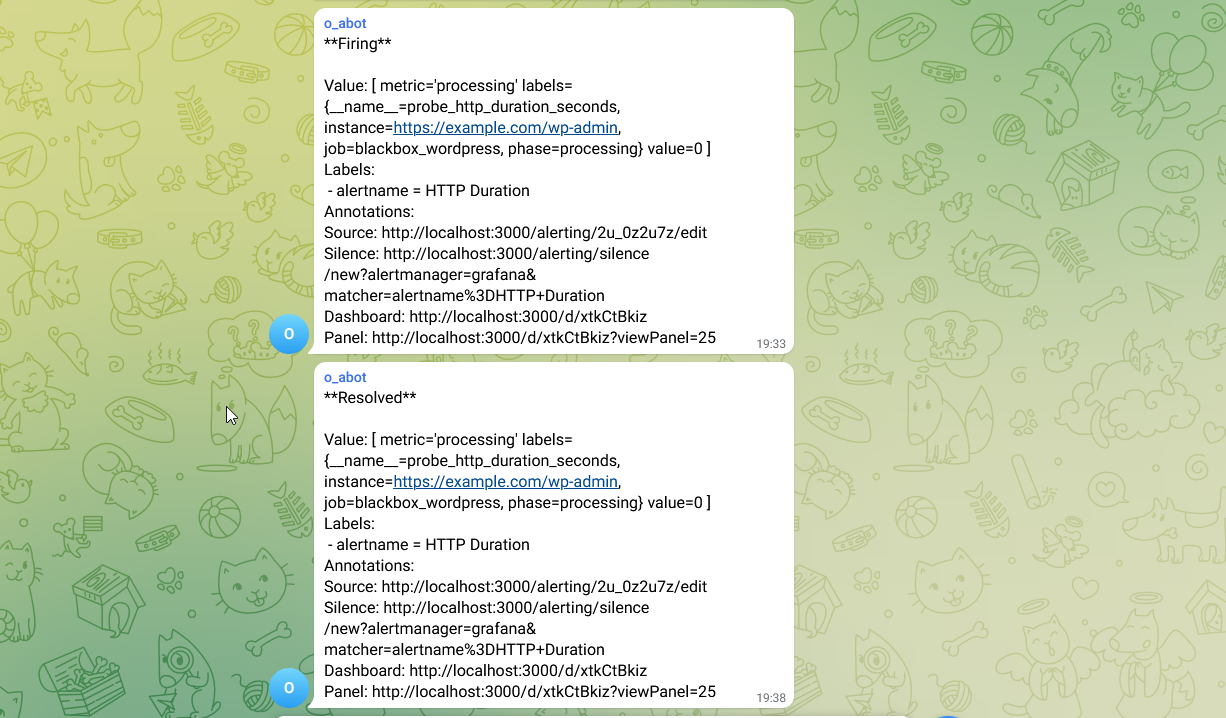 o_abot
**Firing**
Value: [ metric='processing' labels=
{__name__=probe_http_duration_seconds,
instance=https://example.com/wp-admin,
job=blackbox_wordpress, phase=processing} value=0 ]
Labels:
- alertname = HTTP Duration
Annotations:
Source: http://localhost:3000/alerting/2u_0z2u7z/edit
Silence: http://localhost:3000/alerting/silence
/new?alertmanager=grafana&
matcher=alertname%3DHTTP+Duration
Dashboard: http://localhost:3000/d/xtkCtBkiz
O
Panel: http://localhost:3000/d/xtkCtBkiz?viewPanel=25
19:33
o_abot
**Resolved**
Value: [ metric='processing' labels=
{__name__=probe_http_duration_seconds,
instance=https://example.com/wp-admin,
job=blackbox_wordpress, phase=processing} value=0 ]
Labels:
- alertname = HTTP Duration
Annotations:
Source: http://localhost:3000/alerting/2u_0z2u7z/edit
Silence: http://localhost:3000/alerting/silence
/new?alertmanager=grafana&
matcher=alertname%3DHTTP+Duration
Dashboard: http://localhost:3000/d/xtkCtBkiz
O
Panel: http://localhost:3000/d/xtkCtBkiz?viewPanel=25
19:38